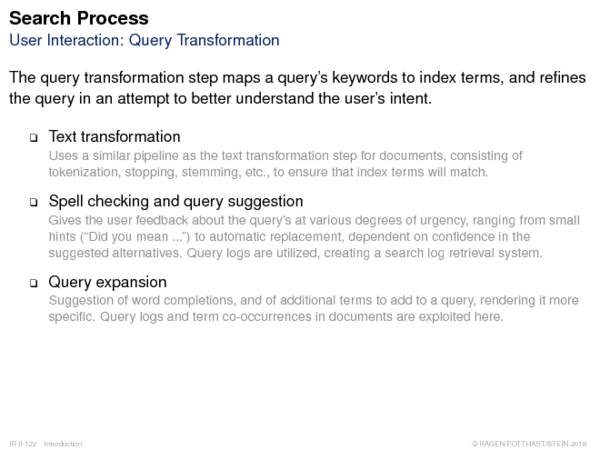 Search Process
User Interaction: Query Transformation
The query transformation step maps a query's keywords to index terms, and refines
the query in an attempt to better understand the user's intent.
❑ Text transformation
Uses a similar pipeline as the text transformation step for documents, consisting of
tokenization, stopping, stemming, etc., to ensure that index terms will match.
❑ Spell checking and query suggestion
Gives the user feedback about the query's at various degrees of urgency, ranging from small
hints (“Did you mean ...”) to automatic replacement, dependent on confidence in the
suggested alternatives. Query logs are utilized, creating a search log retrieval system.
❑ Query expansion
Suggestion of word completions, and of additional terms to add to a query, rendering it more
specific. Query logs and term co-occurrences in documents are exploited here.
IR:II-122 Introduction © HAGEN/POTTHAST/STEIN 2018